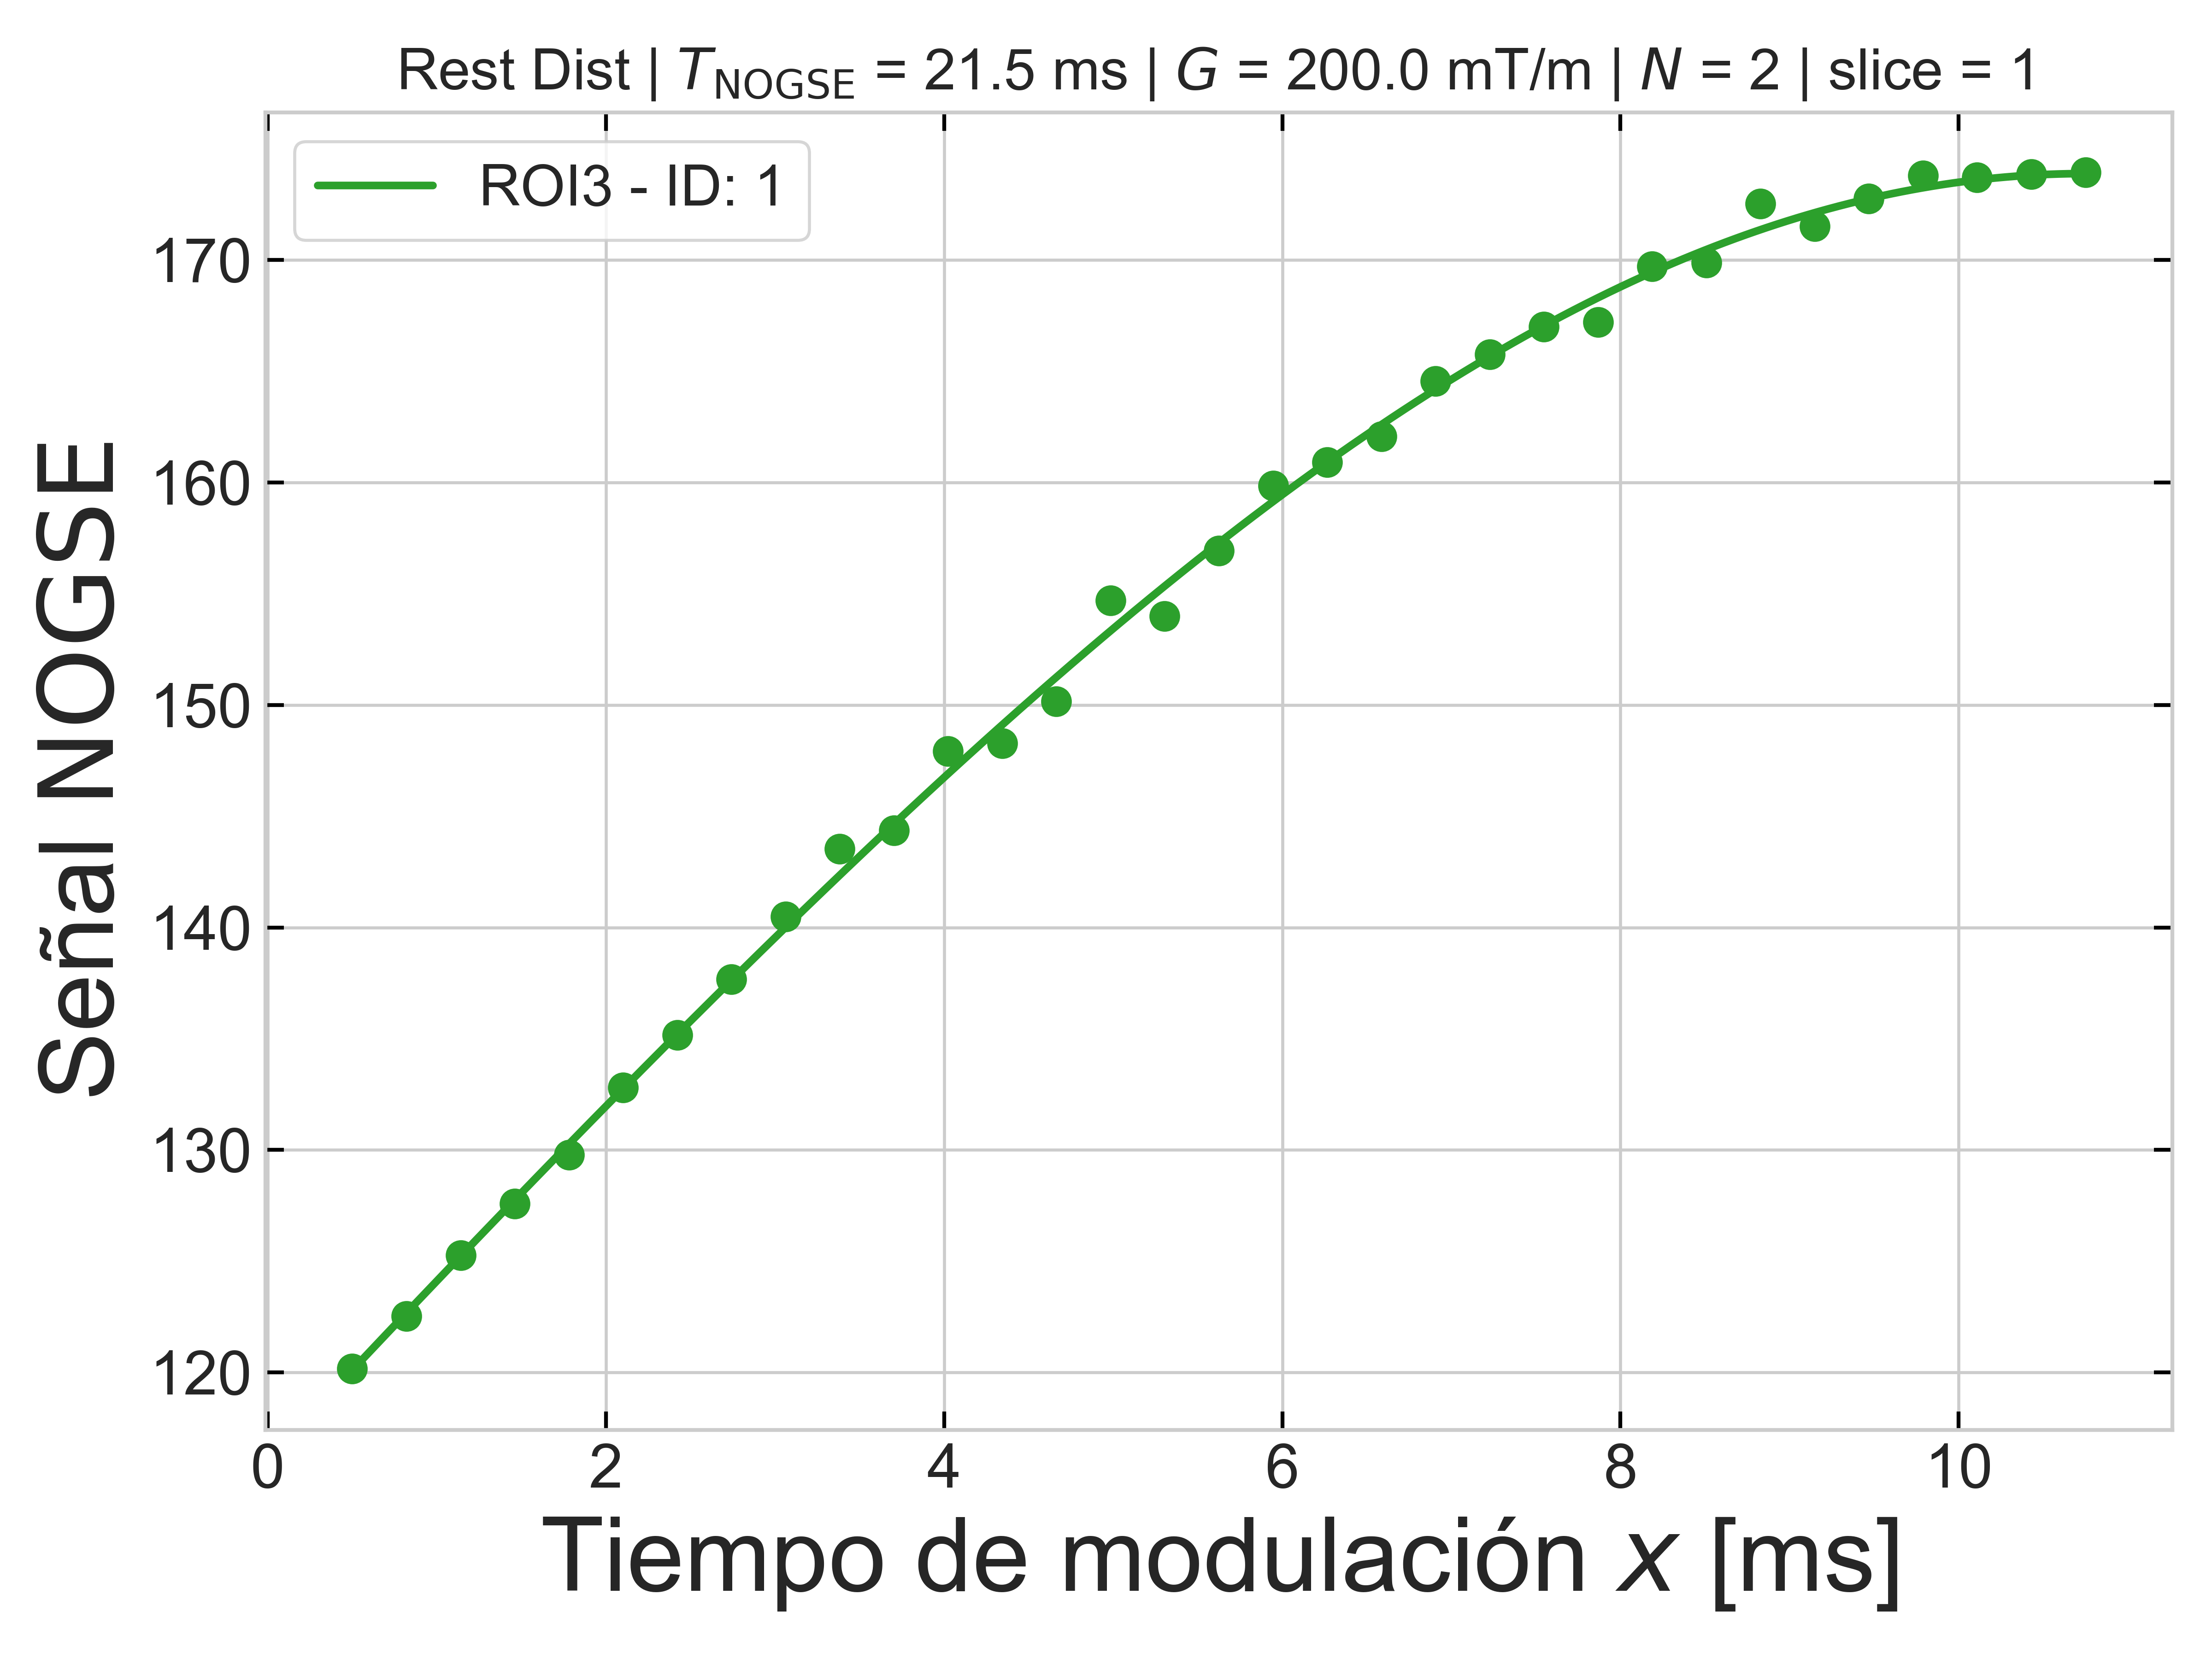 Rest Dist | T_NOGSE = 21.5 ms | G = 200.0 mT/m | N = 2 | slice = 1
ROI3 - ID: 1
Señal NOGSE
170
160
150
140
130
120
0 2 4 6 8 10
Tiempo de modulación x [ms]